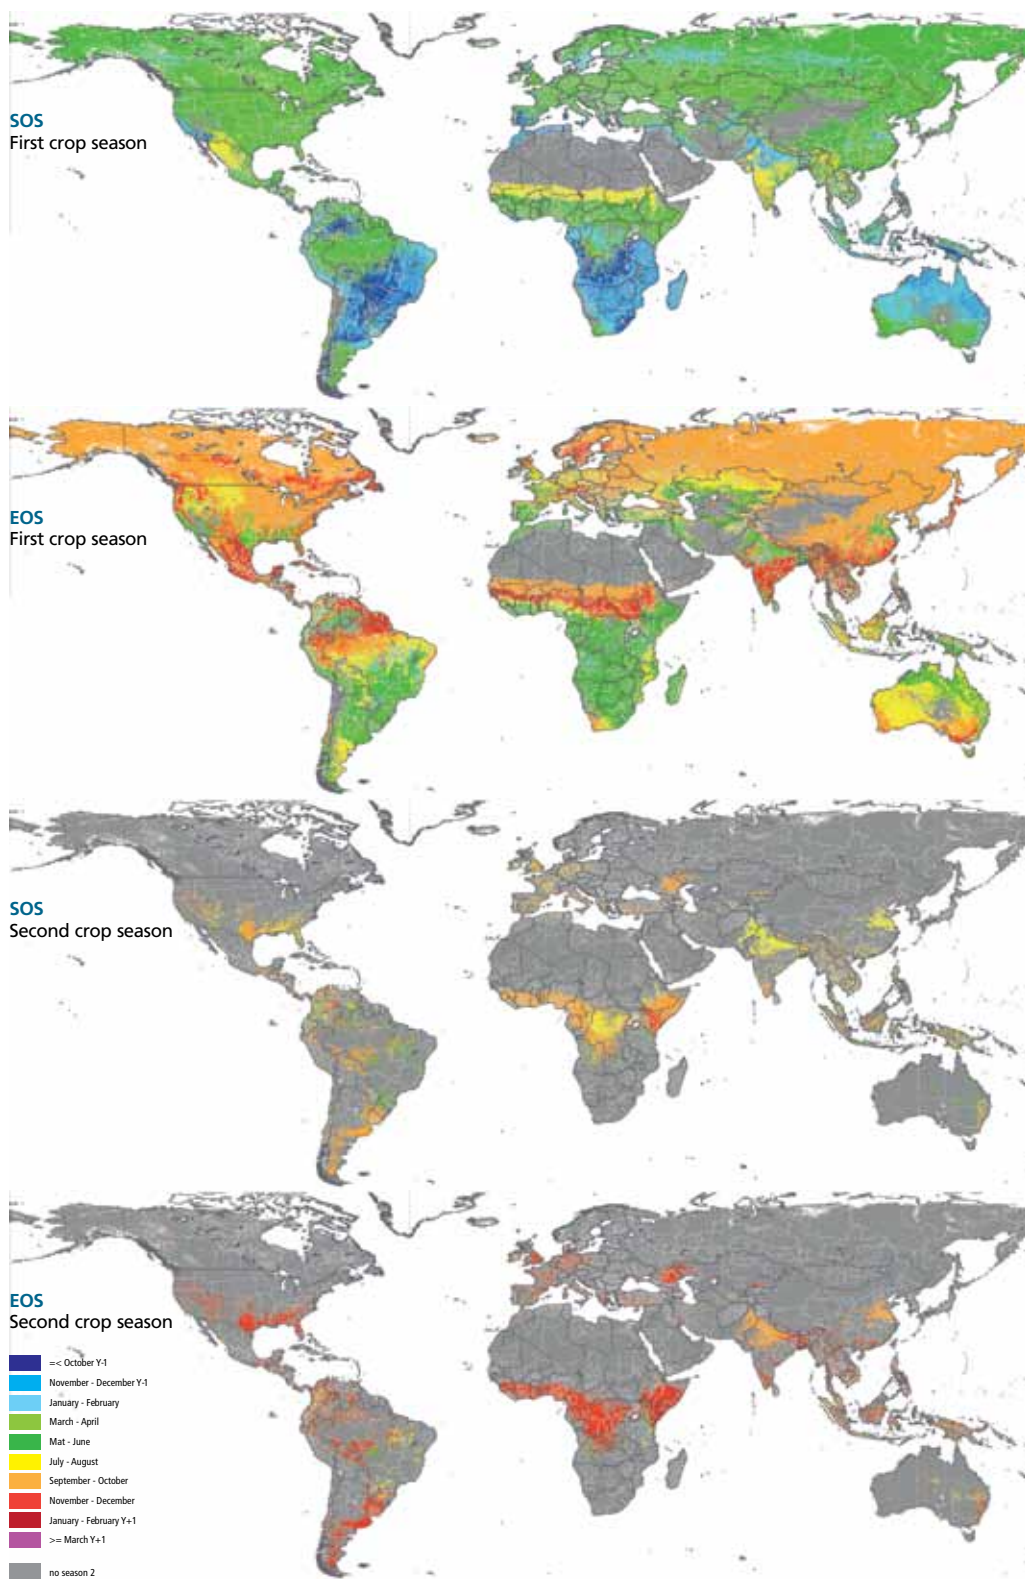 SOS
First crop season
EOS
First crop season
SOS
Second crop season
EOS
Second crop season
=< October Y-1
November - December Y-1
January - February
March - April
Mat - June
July - August
September - October
November - December
January - February Y+1
>= March Y+1
no season 2